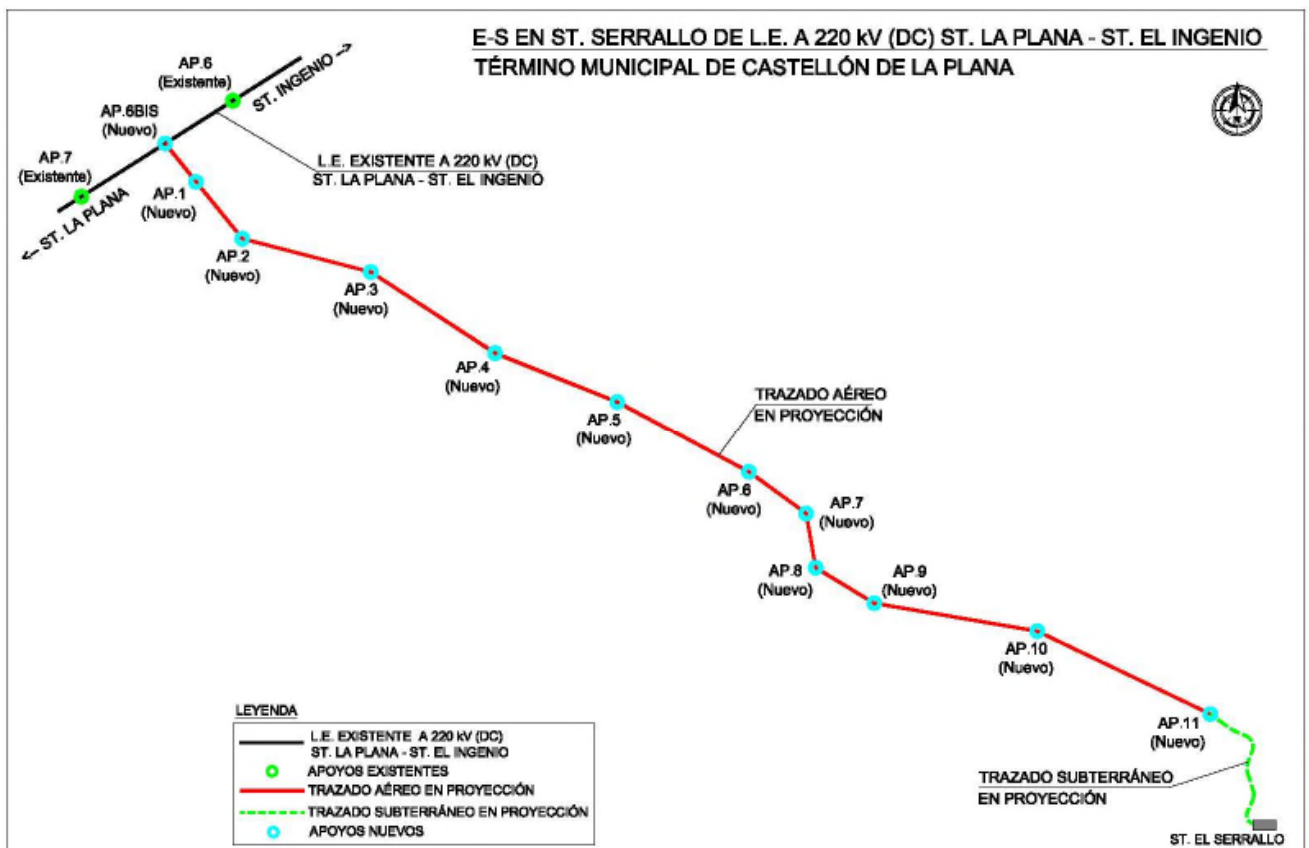 E-S EN ST. SERRALLO DE L.E. A 220 kV (DC) ST. LA PLANA - ST. EL INGENIO
TÉRMINO MUNICIPAL DE CASTELLÓN DE LA PLANA
AP.6
(Existente)
ST. INGENIO
AP.6BIS
(Nuevo)
AP.7
(Existente)
ST. LA PLANA
L.E. EXISTENTE A 220 kV (DC)
ST. LA PLANA - ST. EL INGENIO
AP.1
(Nuevo)
AP.2
(Nuevo)
AP.3
(Nuevo)
AP.4
(Nuevo)
AP.5
(Nuevo)
TRAZADO AÉREO
EN PROYECCIÓN
AP.6
(Nuevo)
AP.7
(Nuevo)
AP.8
(Nuevo)
AP.9
(Nuevo)
AP.10
(Nuevo)
AP.11
(Nuevo)
TRAZADO SUBTERRÁNEO
EN PROYECCIÓN
ST. EL SERRALLO
LEYENDA
L.E. EXISTENTE A 220 kV (DC)
ST. LA PLANA - ST. EL INGENIO
APOYOS EXISTENTES
TRAZADO AÉREO EN PROYECCIÓN
TRAZADO SUBTERRÁNEO EN PROYECCIÓN
APOYOS NUEVOS